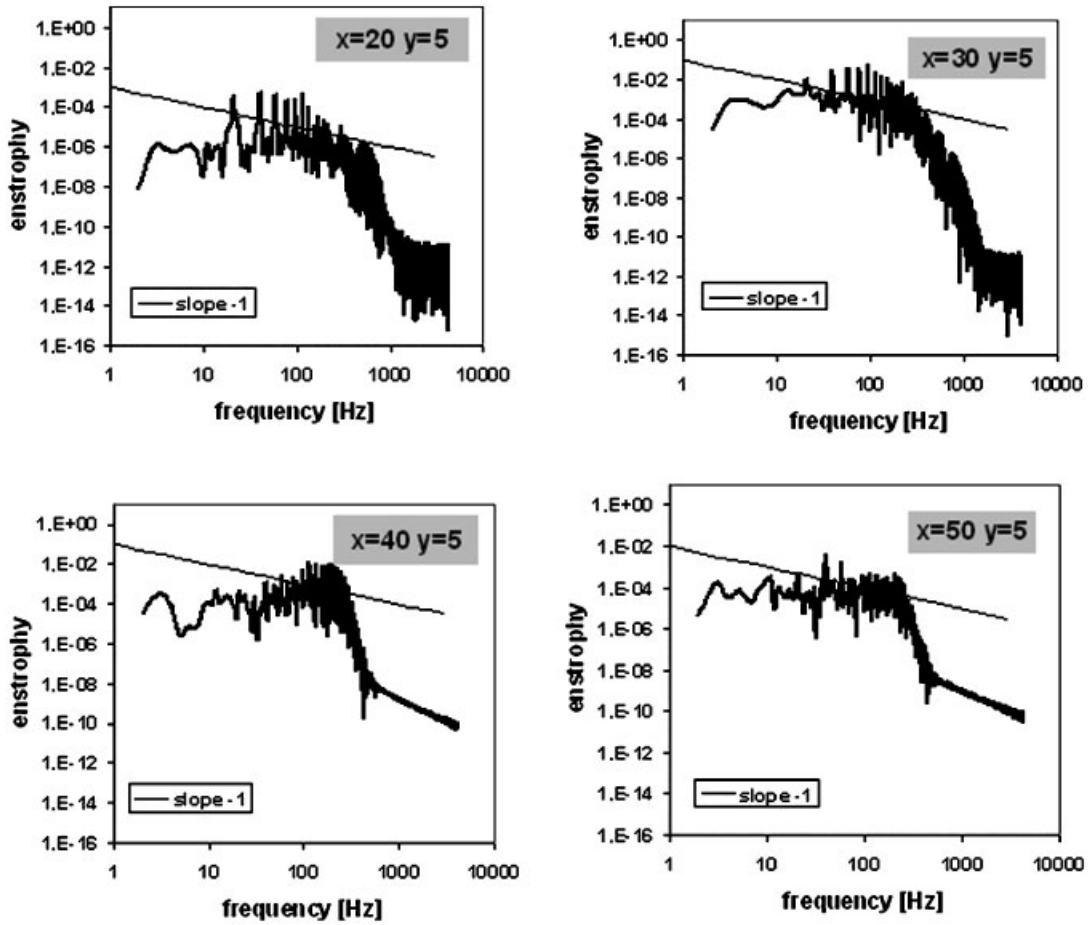 x=20 y=5
1.E+00
1.E-02
1.E-04
1.E-06
1.E-08
1.E-10
1.E-12
1.E-14
1.E-16
enstrophy
slope -1
1 10 100 1000 10000
frequency [Hz]
x=30 y=5
1.E+00
1.E-02
1.E-04
1.E-06
1.E-08
1.E-10
1.E-12
1.E-14
1.E-16
enstrophy
slope -1
1 10 100 1000 10000
frequency [Hz]
x=40 y=5
1.E+00
1.E-02
1.E-04
1.E-06
1.E-08
1.E-10
1.E-12
1.E-14
1.E-16
enstrophy
slope -1
1 10 100 1000 10000
frequency [Hz]
x=50 y=5
1.E+00
1.E-02
1.E-04
1.E-06
1.E-08
1.E-10
1.E-12
1.E-14
1.E-16
enstrophy
slope -1
1 10 100 1000 10000
frequency [Hz]